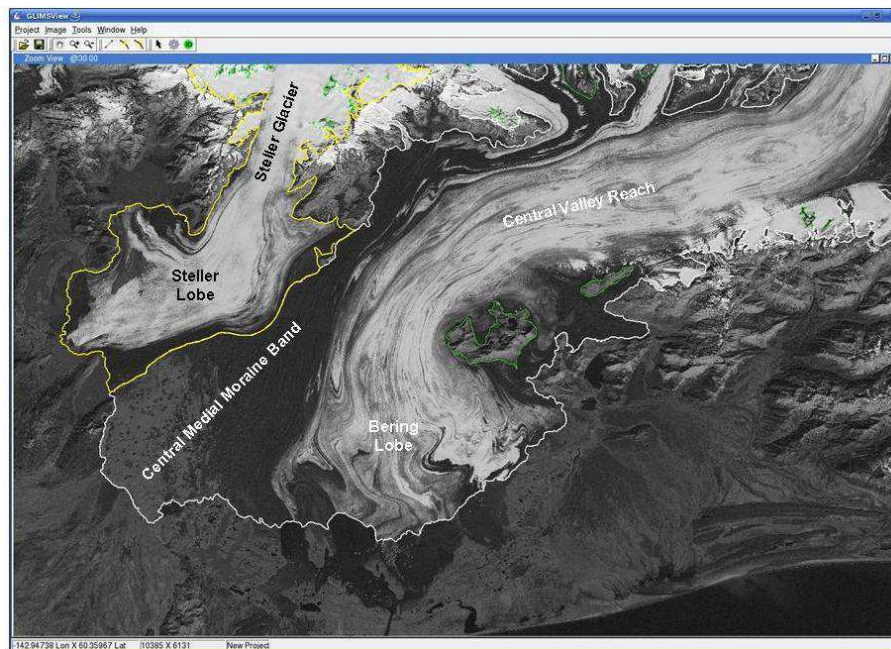 GLIMSView
Project Image Tools Window Help
Zoom View @30.00
Steller Glacier
Central Valley Reach
Steller
Lobe
Central Medial Moraine Band
Bering
Lobe
-142.94738 Lon X 60.35967 Lat 10385 X 6131 New Project